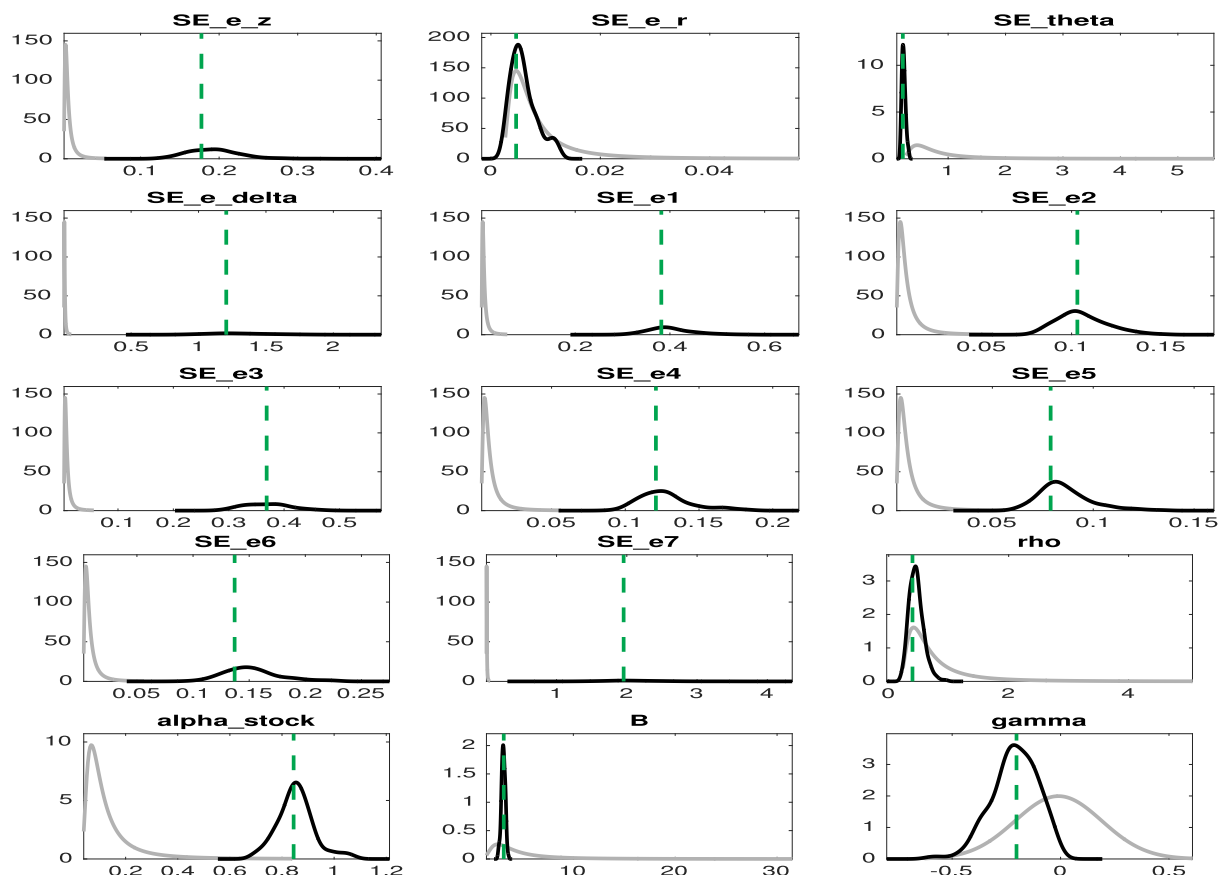 SE_e_z
150
100
50
0
0.1 0.2 0.3 0.4
SE_e_r
200
150
100
50
0
0 0.02 0.04
SE_theta
10
5
0
1 2 3 4 5
SE_e_delta
150
100
50
0
0.5 1 1.5 2
SE_e1
150
100
50
0
0.2 0.4 0.6
SE_e2
150
100
50
0
0.05 0.1 0.15
SE_e3
150
100
50
0
0.1 0.2 0.3 0.4 0.5
SE_e4
150
100
50
0
0.05 0.1 0.15 0.2
SE_e5
150
100
50
0
0.05 0.1 0.15
SE_e6
150
100
50
0
0.05 0.1 0.15 0.2 0.25
SE_e7
150
100
50
0
1 2 3 4
rho
3
2
1
0
0 2 4
alpha_stock
10
5
0
0.2 0.4 0.6 0.8 1 1.2
B
2
1.5
1
0.5
0
10 20 30
gamma
3
2
1
0
-0.5 0 0.5